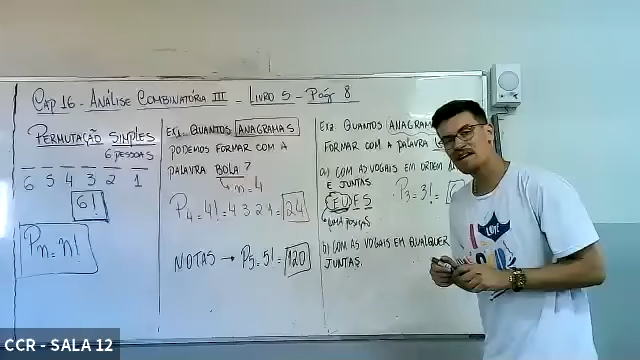 CAP 16 - ANÁLISE COMBINATÓRIA III - LIVRO 5 - PÁG 8
PERMUTAÇÃO SIMPLES
6 PESSOAS
6 5 4 3 2 1
6!
Pn = n!
EX1. QUANTOS ANAGRAMAS
PODEMOS FORMAR COM A
PALAVRA BOLA?
n = 4
P4 = 4! = 4 3 2 1 = 24
NOTAS → P5 = 5! = 120
EX2. QUANTOS ANAGRAM
FORMAR COM A PALAVRA
a) COM AS VOGAIS EM ORDEM
E JUNTAS.
P3 = 3! =
UMA POSIÇÃO
b) COM AS VOGAIS EM QUALQUER
JUNTAS.
CCR - SALA 12